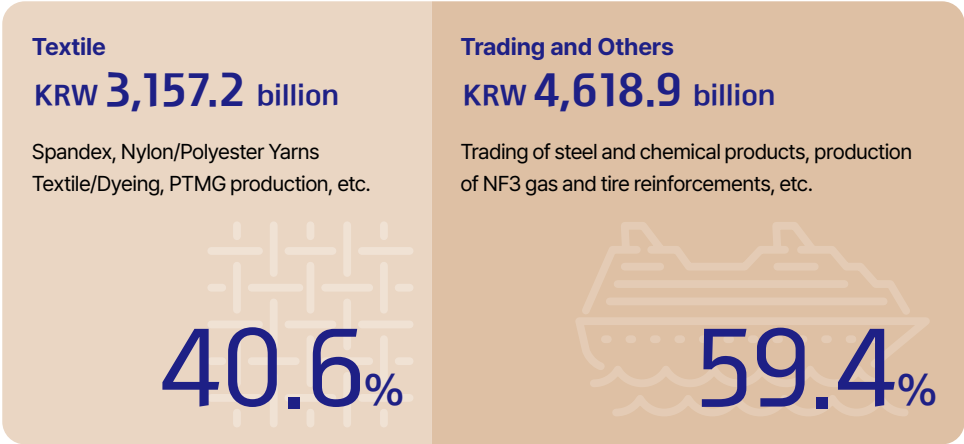 Textile
KRW 3,157.2 billion
Spandex, Nylon/Polyester Yarns
Textile/Dyeing, PTMG production, etc.
40.6%
Trading and Others
KRW 4,618.9 billion
Trading of steel and chemical products, production
of NF3 gas and tire reinforcements, etc.
59.4%